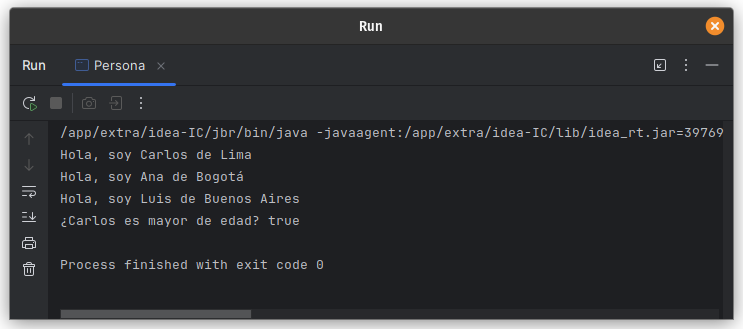 Run
Run Persona
/app/extra/idea-IC/jbr/bin/java -javaagent:/app/extra/idea-IC/lib/idea_rt.jar=39769
Hola, soy Carlos de Lima
Hola, soy Ana de Bogotá
Hola, soy Luis de Buenos Aires
¿Carlos es mayor de edad? true
Process finished with exit code 0